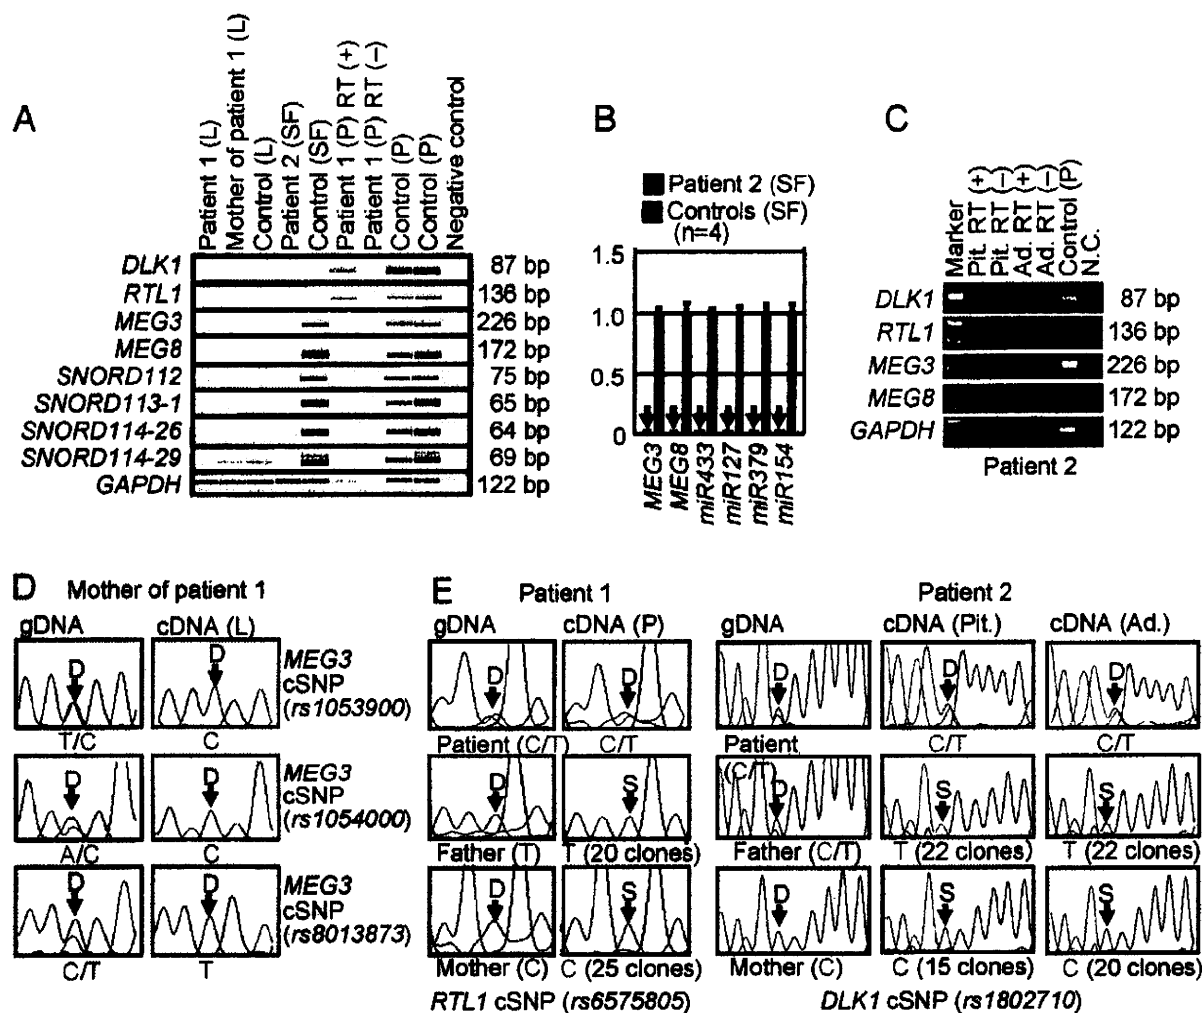 A
Patient 1 (L)
Mother of patient 1 (L)
Control (L)
Patient 2 (SF)
Control (SF)
Patient 1 (P) RT (+)
Patient 1 (P) RT (−)
Control (P)
Control (P)
Negative control
DLK1 87 bp
RTL1 136 bp
MEG3 226 bp
MEG8 172 bp
SNORD112 75 bp
SNORD113-1 65 bp
SNORD114-26 64 bp
SNORD114-29 69 bp
GAPDH 122 bp
B
Patient 2 (SF)
Controls (SF)
(n=4)
1.5
1.0
0.5
0
MEG3
MEG8
miR433
miR127
miR379
miR154
C
Marker
Pit. RT (+)
Pit. RT (−)
Ad. RT (+)
Ad. RT (−)
Control (P)
N.C.
DLK1 87 bp
RTL1 136 bp
MEG3 226 bp
MEG8 172 bp
GAPDH 122 bp
Patient 2
D
Mother of patient 1
gDNA cDNA (L)
D D
MEG3
cSNP
(rs1053900)
T/C C
D D
MEG3
cSNP
(rs1054000)
A/C C
D D
MEG3
cSNP
(rs8013873)
C/T T
E
Patient 1
gDNA cDNA (P)
D D
Patient (C/T) C/T
D S
Father (T) T (20 clones)
D S
Mother (C) C (25 clones)
RTL1 cSNP (rs6575805)
Patient 2
gDNA cDNA (Pit.) cDNA (Ad.)
D D D
Patient (C/T) C/T C/T
D S S
Father (C/T) T (22 clones) T (22 clones)
D S S
Mother (C) C (15 clones) C (20 clones)
DLK1 cSNP (rs1802710)